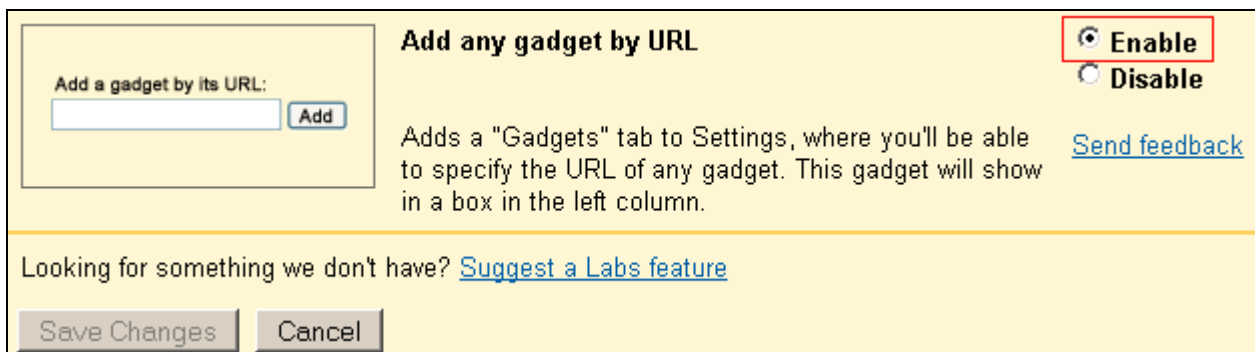 Add any gadget by URL
Enable
Disable
Add a gadget by its URL:
Add
Adds a "Gadgets" tab to Settings, where you'll be able
to specify the URL of any gadget. This gadget will show
in a box in the left column.
Send feedback
Looking for something we don't have? Suggest a Labs feature
Save Changes
Cancel